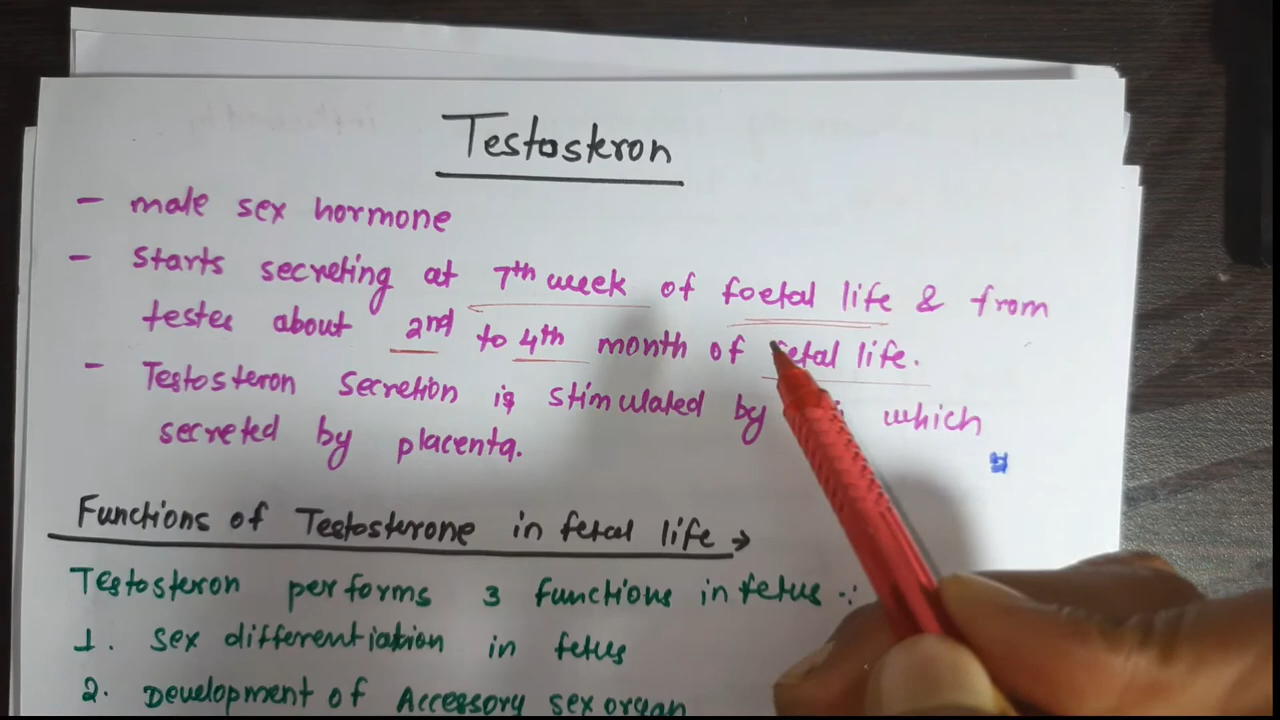 Testosteron
- male sex hormone
- Starts secreting at 7th week of foetal life & from
testes about 2nd to 4th month of fetal life.
- Testosteron secretion is stimulated by which
secreted by placenta.
Functions of Testosterone in fetal life →
Testosteron performs 3 functions in fetus :-
1. Sex differentiation in fetus
2. Development of Accessory sex organ